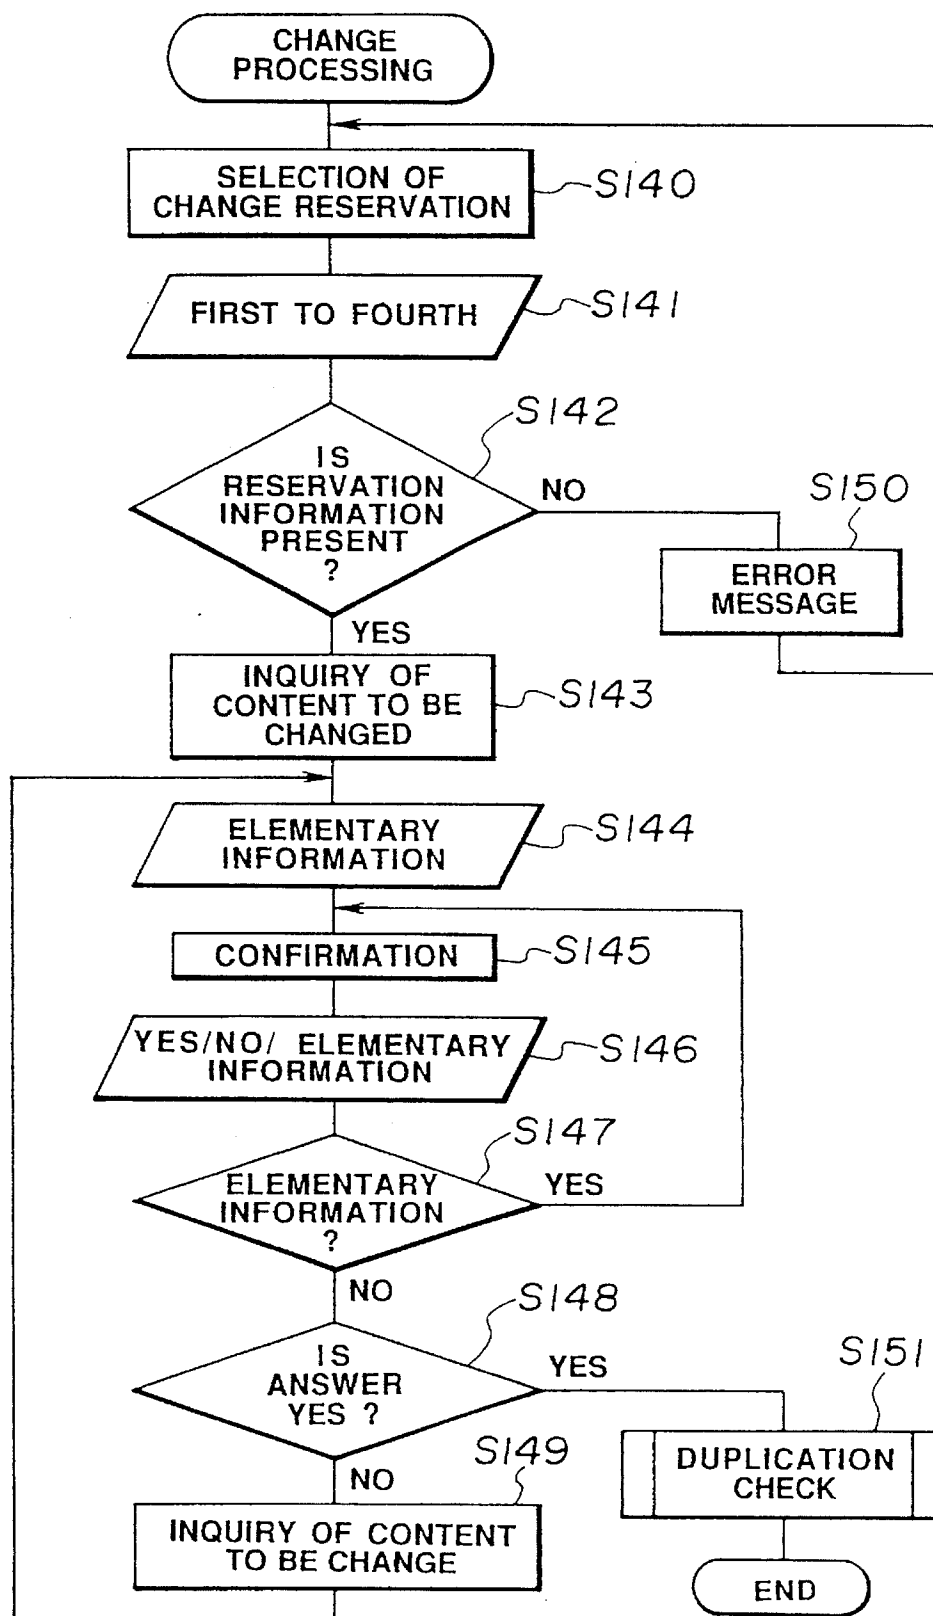 CHANGE
PROCESSING
SELECTION OF
CHANGE RESERVATION
S140
FIRST TO FOURTH
S141
S142
IS
RESERVATION
INFORMATION
PRESENT
?
NO
YES
S150
ERROR
MESSAGE
INQUIRY OF
CONTENT TO BE
CHANGED
S143
ELEMENTARY
INFORMATION
S144
CONFIRMATION
S145
YES/NO/ ELEMENTARY
INFORMATION
S146
S147
ELEMENTARY
INFORMATION
?
YES
NO
S148
IS
ANSWER
YES ?
YES
NO
S151
DUPLICATION
CHECK
S149
INQUIRY OF CONTENT
TO BE CHANGE
END